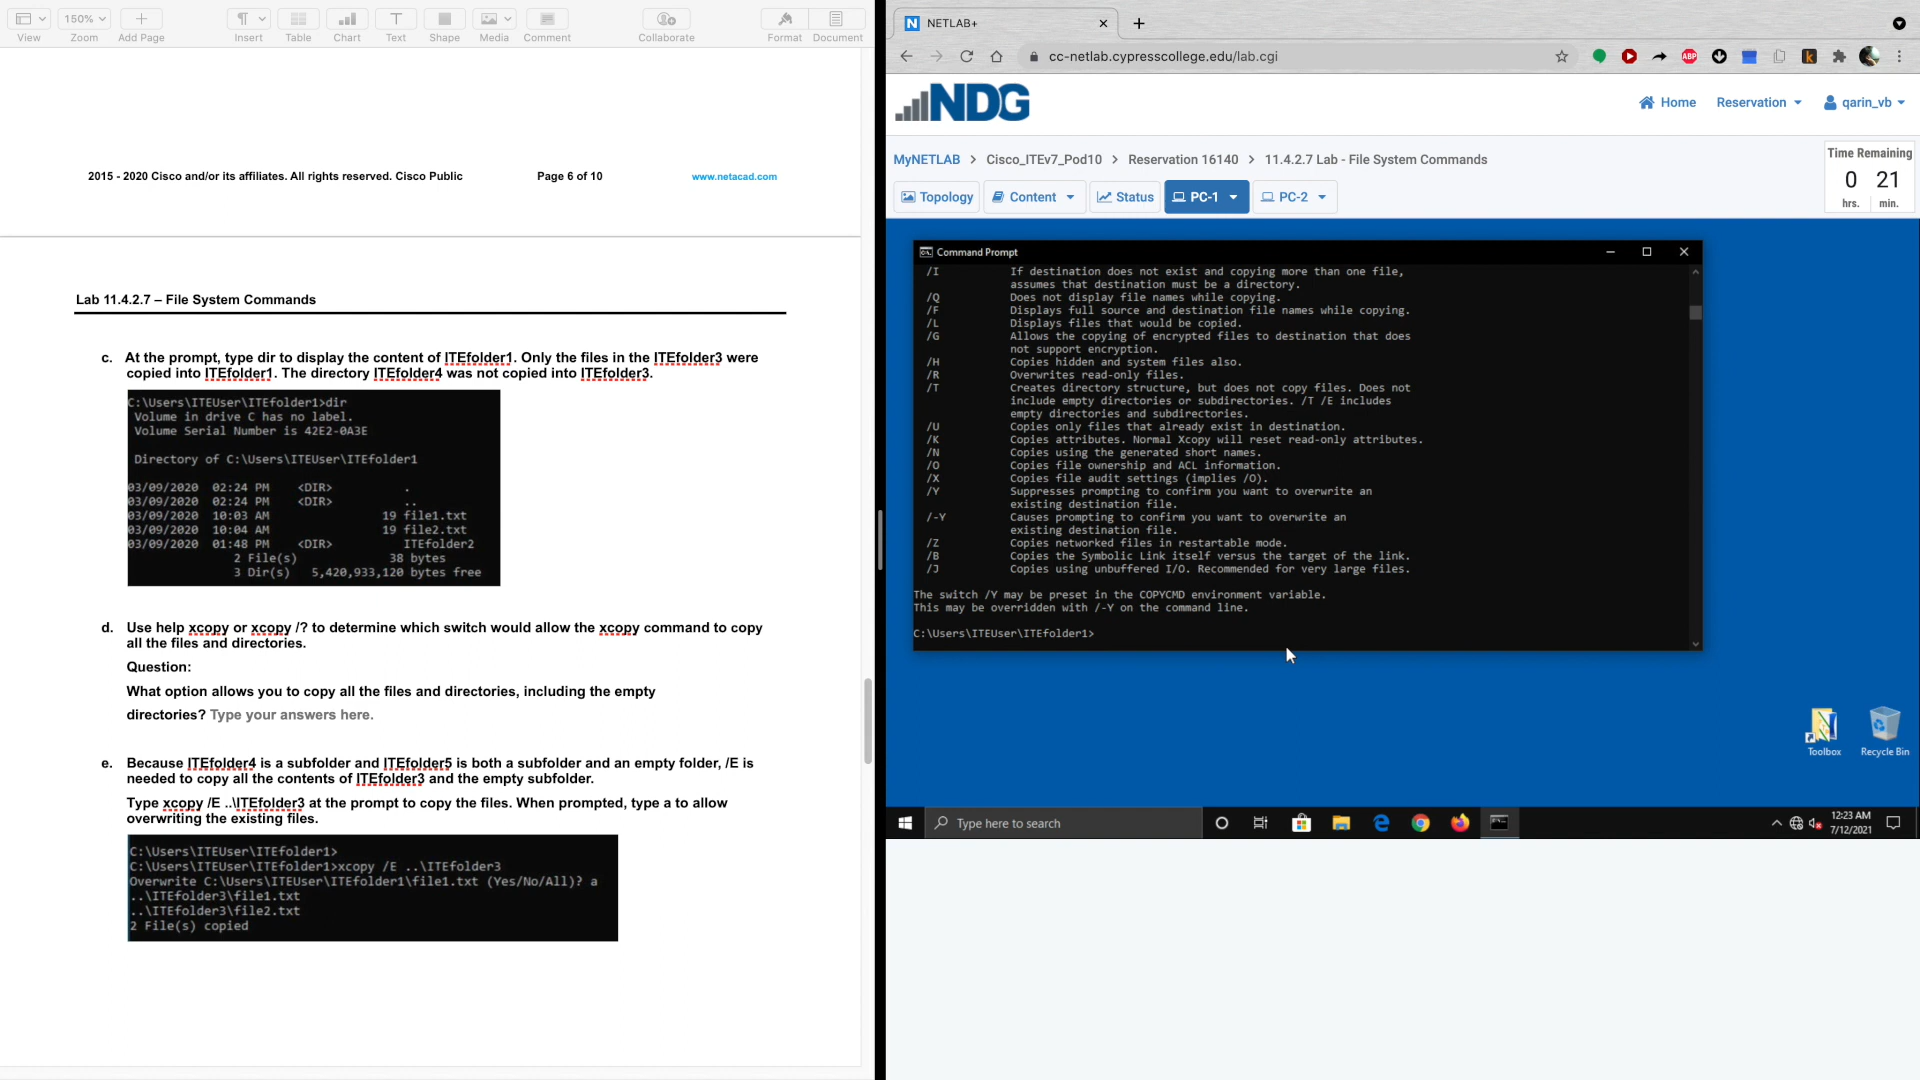 View
150%
Zoom
Add Page
Insert
Table
Chart
Text
Shape
Media
Comment
Collaborate
Format
Document
2015 - 2020 Cisco and/or its affiliates. All rights reserved. Cisco Public
Page 6 of 10
www.netacad.com
Lab 11.4.2.7 – File System Commands
c. At the prompt, type dir to display the content of ITEfolder1. Only the files in the ITEfolder3 were
copied into ITEfolder1. The directory ITEfolder4 was not copied into ITEfolder3.
C:\Users\ITEUser\ITEfolder1>dir
Volume in drive C has no label.
Volume Serial Number is 42E2-0A3E
Directory of C:\Users\ITEUser\ITEfolder1
03/09/2020 02:24 PM <DIR> .
03/09/2020 02:24 PM <DIR> ..
03/09/2020 10:03 AM 19 file1.txt
03/09/2020 10:04 AM 19 file2.txt
03/09/2020 01:48 PM <DIR> ITEfolder2
2 File(s) 38 bytes
3 Dir(s) 5,420,933,120 bytes free
d. Use help xcopy or xcopy /? to determine which switch would allow the xcopy command to copy
all the files and directories.
Question:
What option allows you to copy all the files and directories, including the empty
directories? Type your answers here.
e. Because ITEfolder4 is a subfolder and ITEfolder5 is both a subfolder and an empty folder, /E is
needed to copy all the contents of ITEfolder3 and the empty subfolder.
Type xcopy /E ..\ITEfolder3 at the prompt to copy the files. When prompted, type a to allow
overwriting the existing files.
C:\Users\ITEUser\ITEfolder1>
C:\Users\ITEUser\ITEfolder1>xcopy /E ..\ITEfolder3
Overwrite C:\Users\ITEUser\ITEfolder1\file1.txt (Yes/No/All)? a
..\ITEfolder3\file1.txt
..\ITEfolder3\file2.txt
2 File(s) copied
N NETLAB+
cc-netlab.cypresscollege.edu/lab.cgi
ABP
k
NDG
Home
Reservation
qarin_vb
MyNETLAB > Cisco_ITEv7_Pod10 > Reservation 16140 > 11.4.2.7 Lab - File System Commands
Time Remaining
0 21
hrs. min.
Topology
Content
Status
PC-1
PC-2
Command Prompt
/I If destination does not exist and copying more than one file,
assumes that destination must be a directory.
/Q Does not display file names while copying.
/F Displays full source and destination file names while copying.
/L Displays files that would be copied.
/G Allows the copying of encrypted files to destination that does
not support encryption.
/H Copies hidden and system files also.
/R Overwrites read-only files.
/T Creates directory structure, but does not copy files. Does not
include empty directories or subdirectories. /T /E includes
empty directories and subdirectories.
/U Copies only files that already exist in destination.
/K Copies attributes. Normal Xcopy will reset read-only attributes.
/N Copies using the generated short names.
/O Copies file ownership and ACL information.
/X Copies file audit settings (implies /O).
/Y Suppresses prompting to confirm you want to overwrite an
existing destination file.
/-Y Causes prompting to confirm you want to overwrite an
existing destination file.
/Z Copies networked files in restartable mode.
/B Copies the Symbolic Link itself versus the target of the link.
/J Copies using unbuffered I/O. Recommended for very large files.
The switch /Y may be preset in the COPYCMD environment variable.
This may be overridden with /-Y on the command line.
C:\Users\ITEUser\ITEfolder1>
Toolbox
Recycle Bin
Type here to search
12:23 AM
7/12/2021